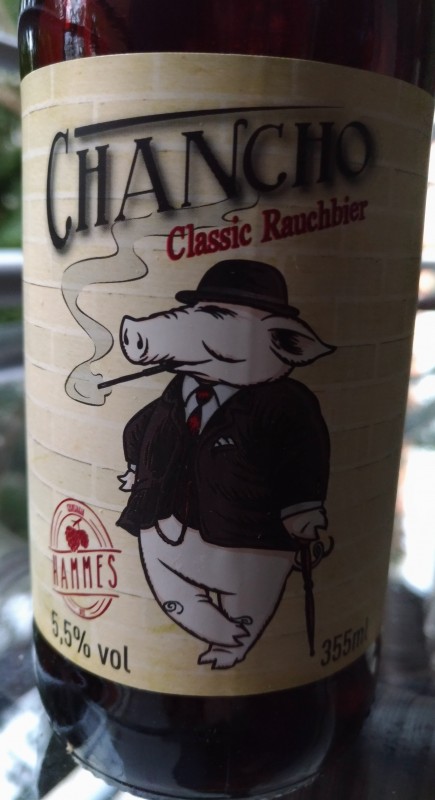 CHANCHO
Classic Rauchbier
HAMMES
5,5% vol
355ml